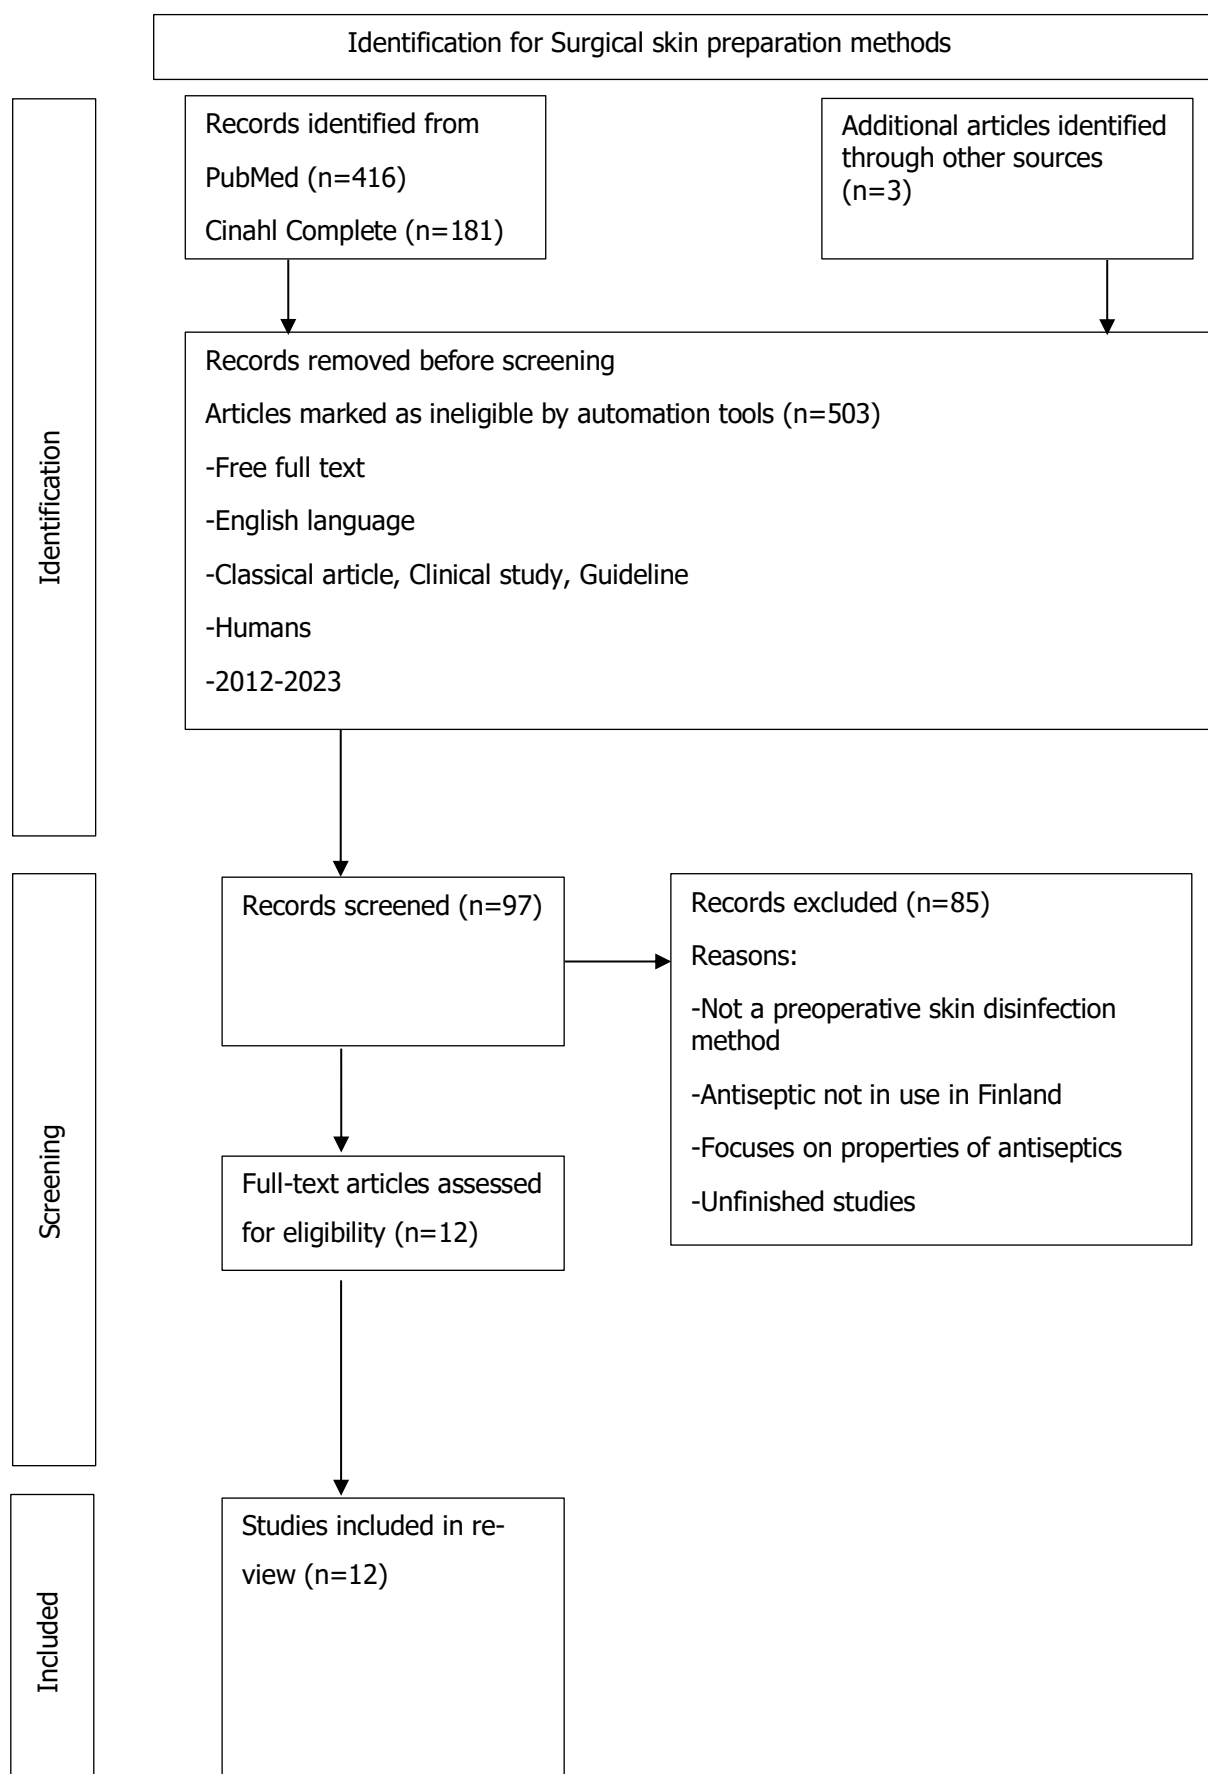 Identification for Surgical skin preparation methods
Identification
Records identified from
PubMed (n=416)
Cinahl Complete (n=181)
Additional articles identified
through other sources
(n=3)
Records removed before screening
Articles marked as ineligible by automation tools (n=503)
-Free full text
-English language
-Classical article, Clinical study, Guideline
-Humans
-2012-2023
Screening
Records screened (n=97)
Records excluded (n=85)
Reasons:
-Not a preoperative skin disinfection
method
-Antiseptic not in use in Finland
-Focuses on properties of antiseptics
-Unfinished studies
Full-text articles assessed
for eligibility (n=12)
Included
Studies included in re-
view (n=12)